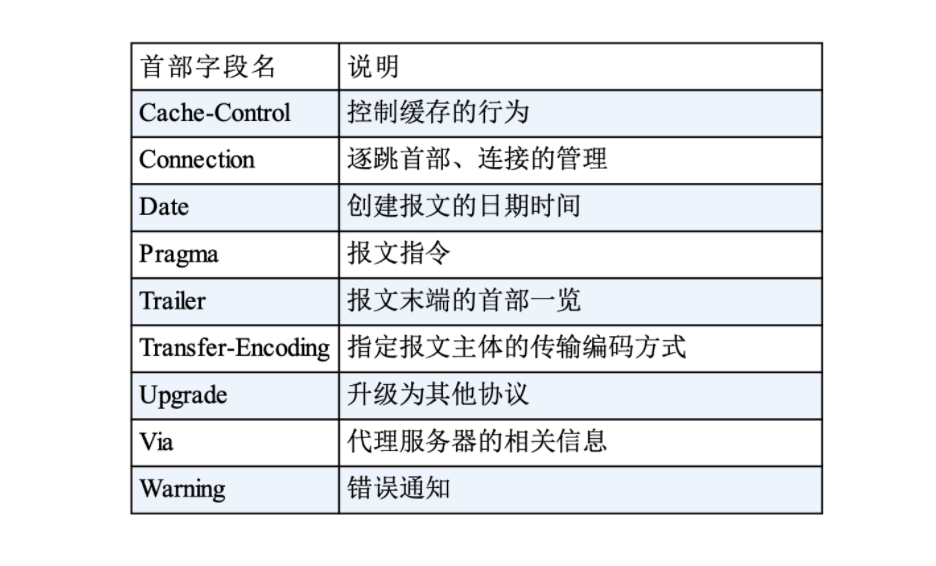 首部字段名 说明
Cache-Control 控制缓存的行为
Connection 逐跳首部、连接的管理
Date 创建报文的日期时间
Pragma 报文指令
Trailer 报文末端的首部一览
Transfer-Encoding 指定报文主体的传输编码方式
Upgrade 升级为其他协议
Via 代理服务器的相关信息
Warning 错误通知